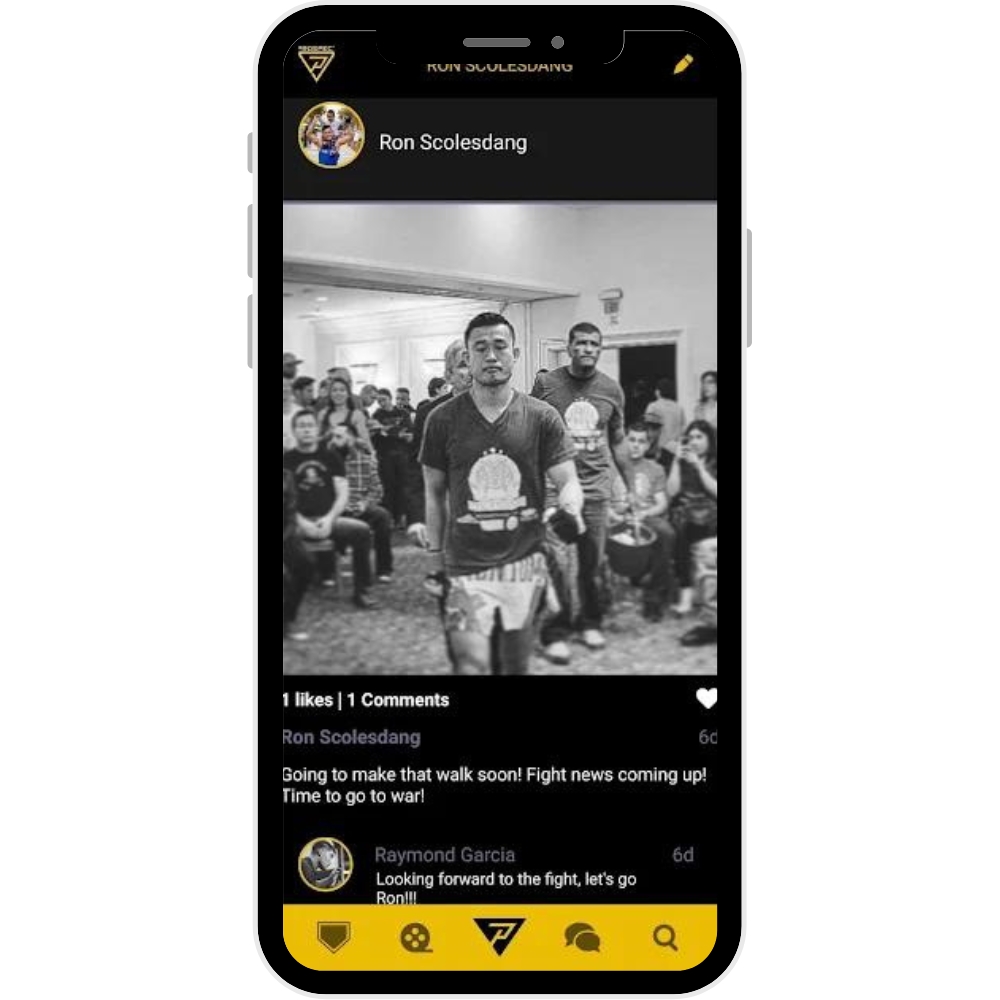 RON SCOLESDANG
Ron Scolesdang
1 likes | 1 Comments
Ron Scolesdang
6d
Going to make that walk soon! Fight news coming up!
Time to go to war!
Raymond Garcia
6d
Looking forward to the fight, let's go
Ron!!!